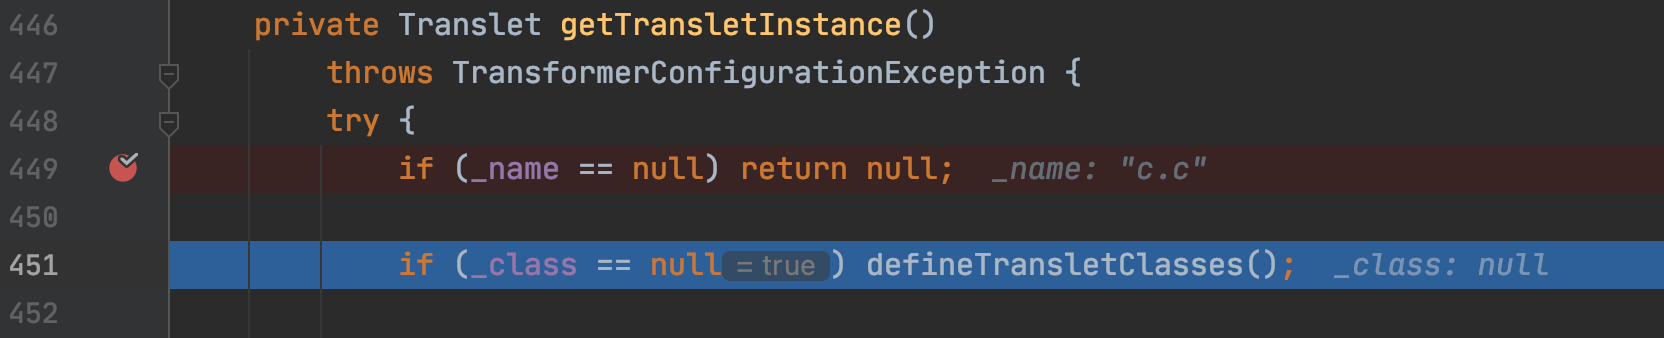 446 private Translet getTransletInstance()
447 throws TransformerConfigurationException {
448 try {
449 if (_name == null) return null; _name: "c.c"
450
451 if (_class == null = true) defineTransletClasses(); _class: null
452